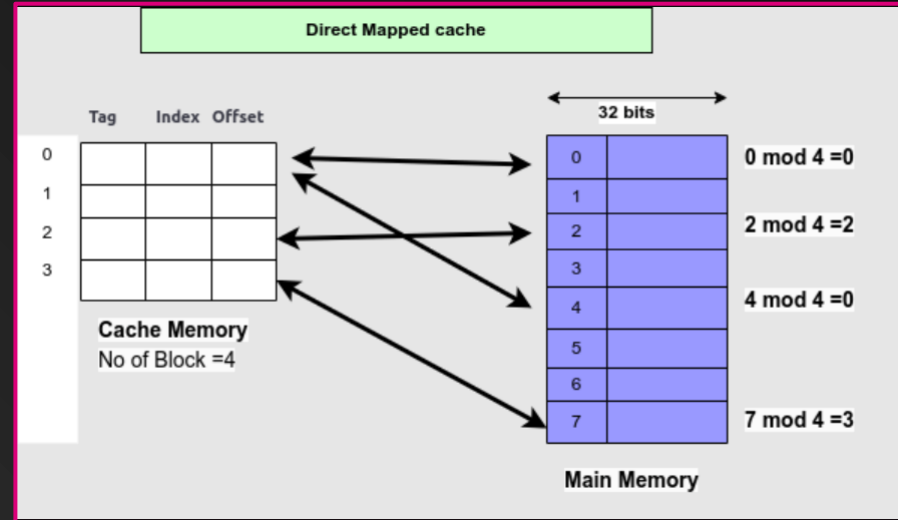 Direct Mapped cache
Tag Index Offset
0
1
2
3
Cache Memory
No of Block =4
32 bits
0
1
2
3
4
5
6
7
0 mod 4 =0
2 mod 4 =2
4 mod 4 =0
7 mod 4 =3
Main Memory